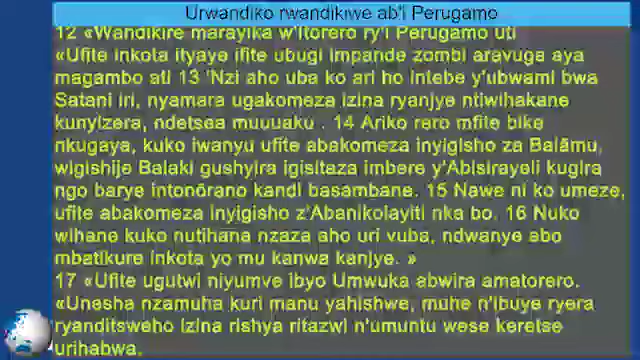 Urwandiko rwandikiwe ab'i Perugamo
12 «Wandikire marayika w'Itorero ry'i Perugamo uti
«Ufite inkota ityaye ifite ubugi impande zombi aravuga aya
magambo ati 13 'Nzi aho uba ko ari ho intebe y'ubwami bwa
Satani iri, nyamara ugakomeza izina ryanjye ntiwihakane
kunyizera, ndetsea muuuaku . 14 Ariko rero mfite bike
nkugaya, kuko iwanyu ufite abakomeza inyigisho za Balāmu,
wigishije Balaki gushyira igisitaza imbere y'Abisirayeli kugira
ngo barye intonōrano kandi basambane. 15 Nawe ni ko umeze,
ufite abakomeza inyigisho z'Abanikolayiti nka bo. 16 Nuko
wihane kuko nutihana nzaza aho uri vuba, ndwanye abo
mbatikure inkota yo mu kanwa kanjye. »
17 «Ufite ugutwi niyumve ibyo Umwuka abwira amatorero.
«Unesha nzamuha kuri manu yahishwe, muhe n'ibuye ryera
ryanditsweho izina rishya ritazwi n'umuntu wese keretse
urihabwa.